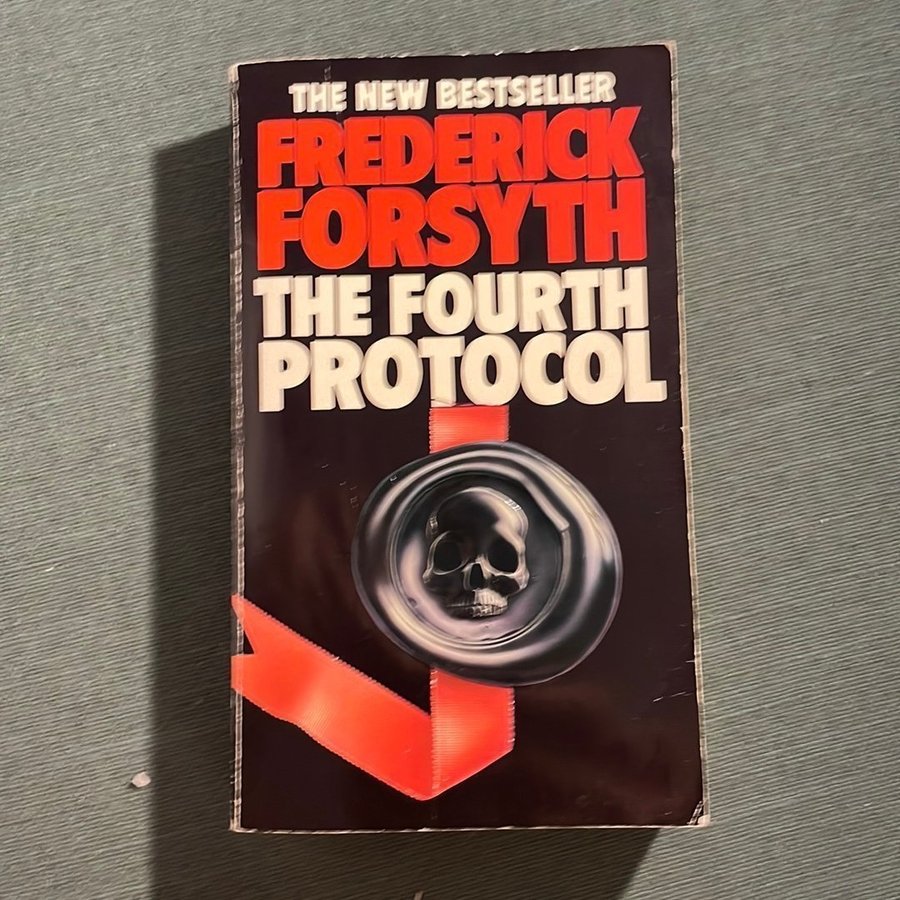 THE NEW BESTSELLER
FREDERICK
FORSYTH
THE FOURTH
PROTOCOL